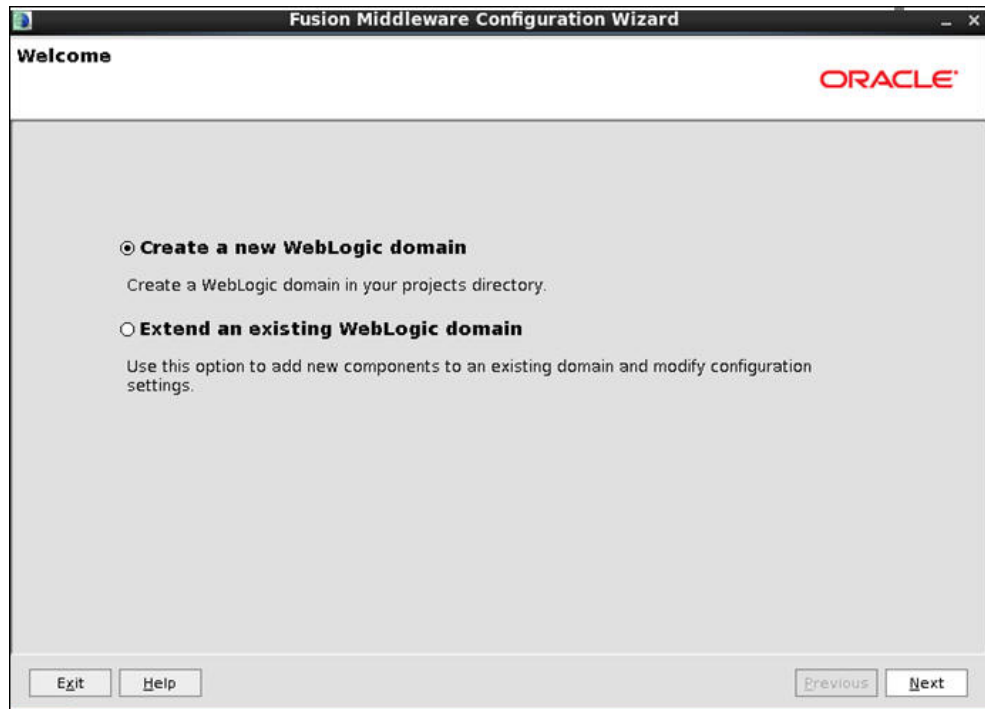 Fusion Middleware Configuration Wizard
Welcome
ORACLE
Create a new WebLogic domain
Create a WebLogic domain in your projects directory.
Extend an existing WebLogic domain
Use this option to add new components to an existing domain and modify configuration
settings.
Exit Help Previous Next